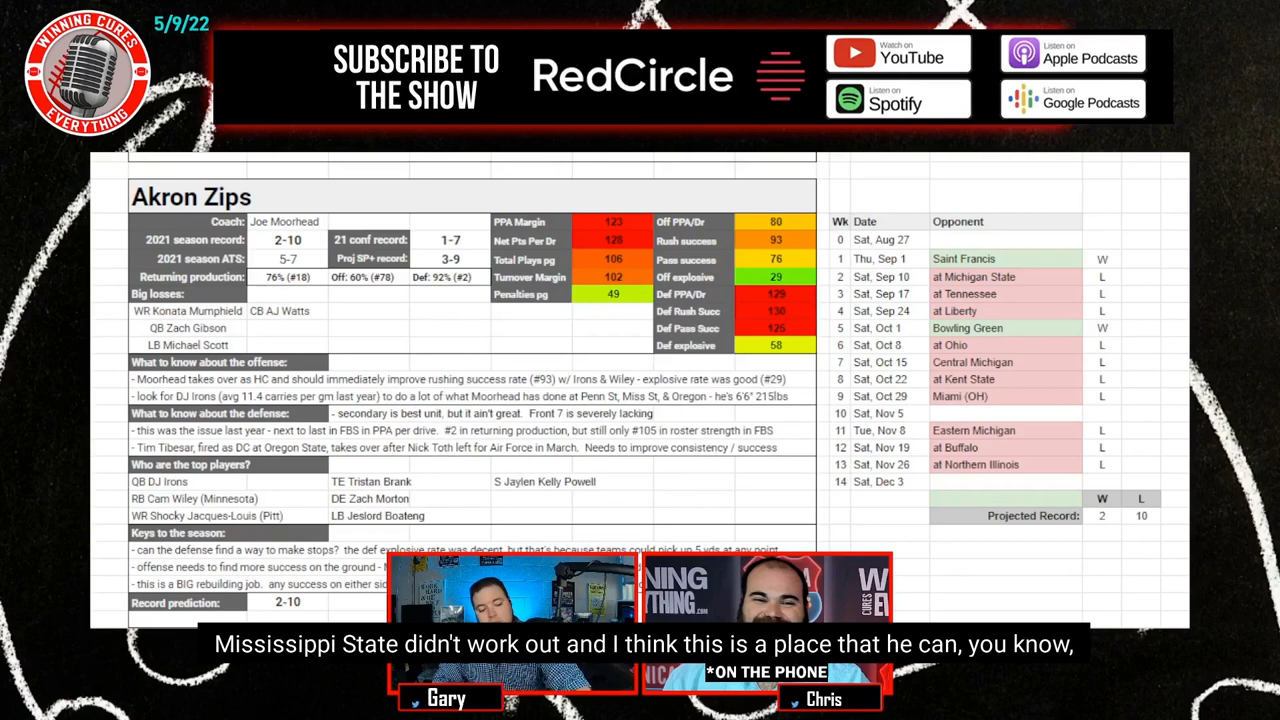 WINNING CURES
EVERYTHING
5/9/22
SUBSCRIBE TO
THE SHOW
RedCircle
Watch on
YouTube
Listen on
Apple Podcasts
Listen on
Spotify
Listen on
Google Podcasts
Akron Zips
Coach: Joe Moorhead
2021 season record: 2-10 21 conf record: 1-7
2021 season ATS: 5-7 Proj SP+ record: 3-9
Returning production: 76% (#18) Off: 60% (#78) Def: 92% (#2)
Big losses:
WR Konata Mumphield CB AJ Watts
QB Zach Gibson
LB Michael Scott
PPA Margin 123 Off PPA/Dr 80
Net Pts Per Dr 128 Rush success 93
Total Plays pg 106 Pass success 76
Turnover Margin 102 Off explosive 29
Penalties pg 49 Def PPA/Dr 129
Def Rush Succ 130
Def Pass Succ 125
Def explosive 58
What to know about the offense:
- Moorhead takes over as HC and should immediately improve rushing success rate (#93) w/ Irons & Wiley - explosive rate was good (#29)
- look for DJ Irons (avg 11.4 carries per gm last year) to do a lot of what Moorhead has done at Penn St, Miss St, & Oregon - he's 6'6" 215lbs
What to know about the defense: - secondary is best unit, but it ain't great. Front 7 is severely lacking
- this was the issue last year - next to last in FBS in PPA per drive. #2 in returning production, but still only #105 in roster strength in FBS
- Tim Tibesar, fired as DC at Oregon State, takes over after Nick Toth left for Air Force in March. Needs to improve consistency / success
Who are the top players?
QB DJ Irons TE Tristan Brank S Jaylen Kelly Powell
RB Cam Wiley (Minnesota) DE Zach Morton
WR Shocky Jacques-Louis (Pitt) LB Jeslord Boateng
Keys to the season:
- can the defense find a way to make stops? the def explosive rate was decent, but that's because teams could pick up 5 yds at any point
- offense needs to find more success on the ground -
- this is a BIG rebuilding job. any success on either
Record prediction: 2-10
Wk Date Opponent
0 Sat, Aug 27
1 Thu, Sep 1 Saint Francis W
2 Sat, Sep 10 at Michigan State L
3 Sat, Sep 17 at Tennessee L
4 Sat, Sep 24 at Liberty L
5 Sat, Oct 1 Bowling Green W
6 Sat, Oct 8 at Ohio L
7 Sat, Oct 15 Central Michigan L
8 Sat, Oct 22 at Kent State L
9 Sat, Oct 29 Miami (OH) L
10 Sat, Nov 5
11 Tue, Nov 8 Eastern Michigan L
12 Sat, Nov 19 at Buffalo L
13 Sat, Nov 26 at Northern Illinois L
14 Sat, Dec 3
W L
Projected Record: 2 10
Mississippi State didn't work out and I think this is a place that he can, you know,
*ON THE PHONE
Gary
Chris